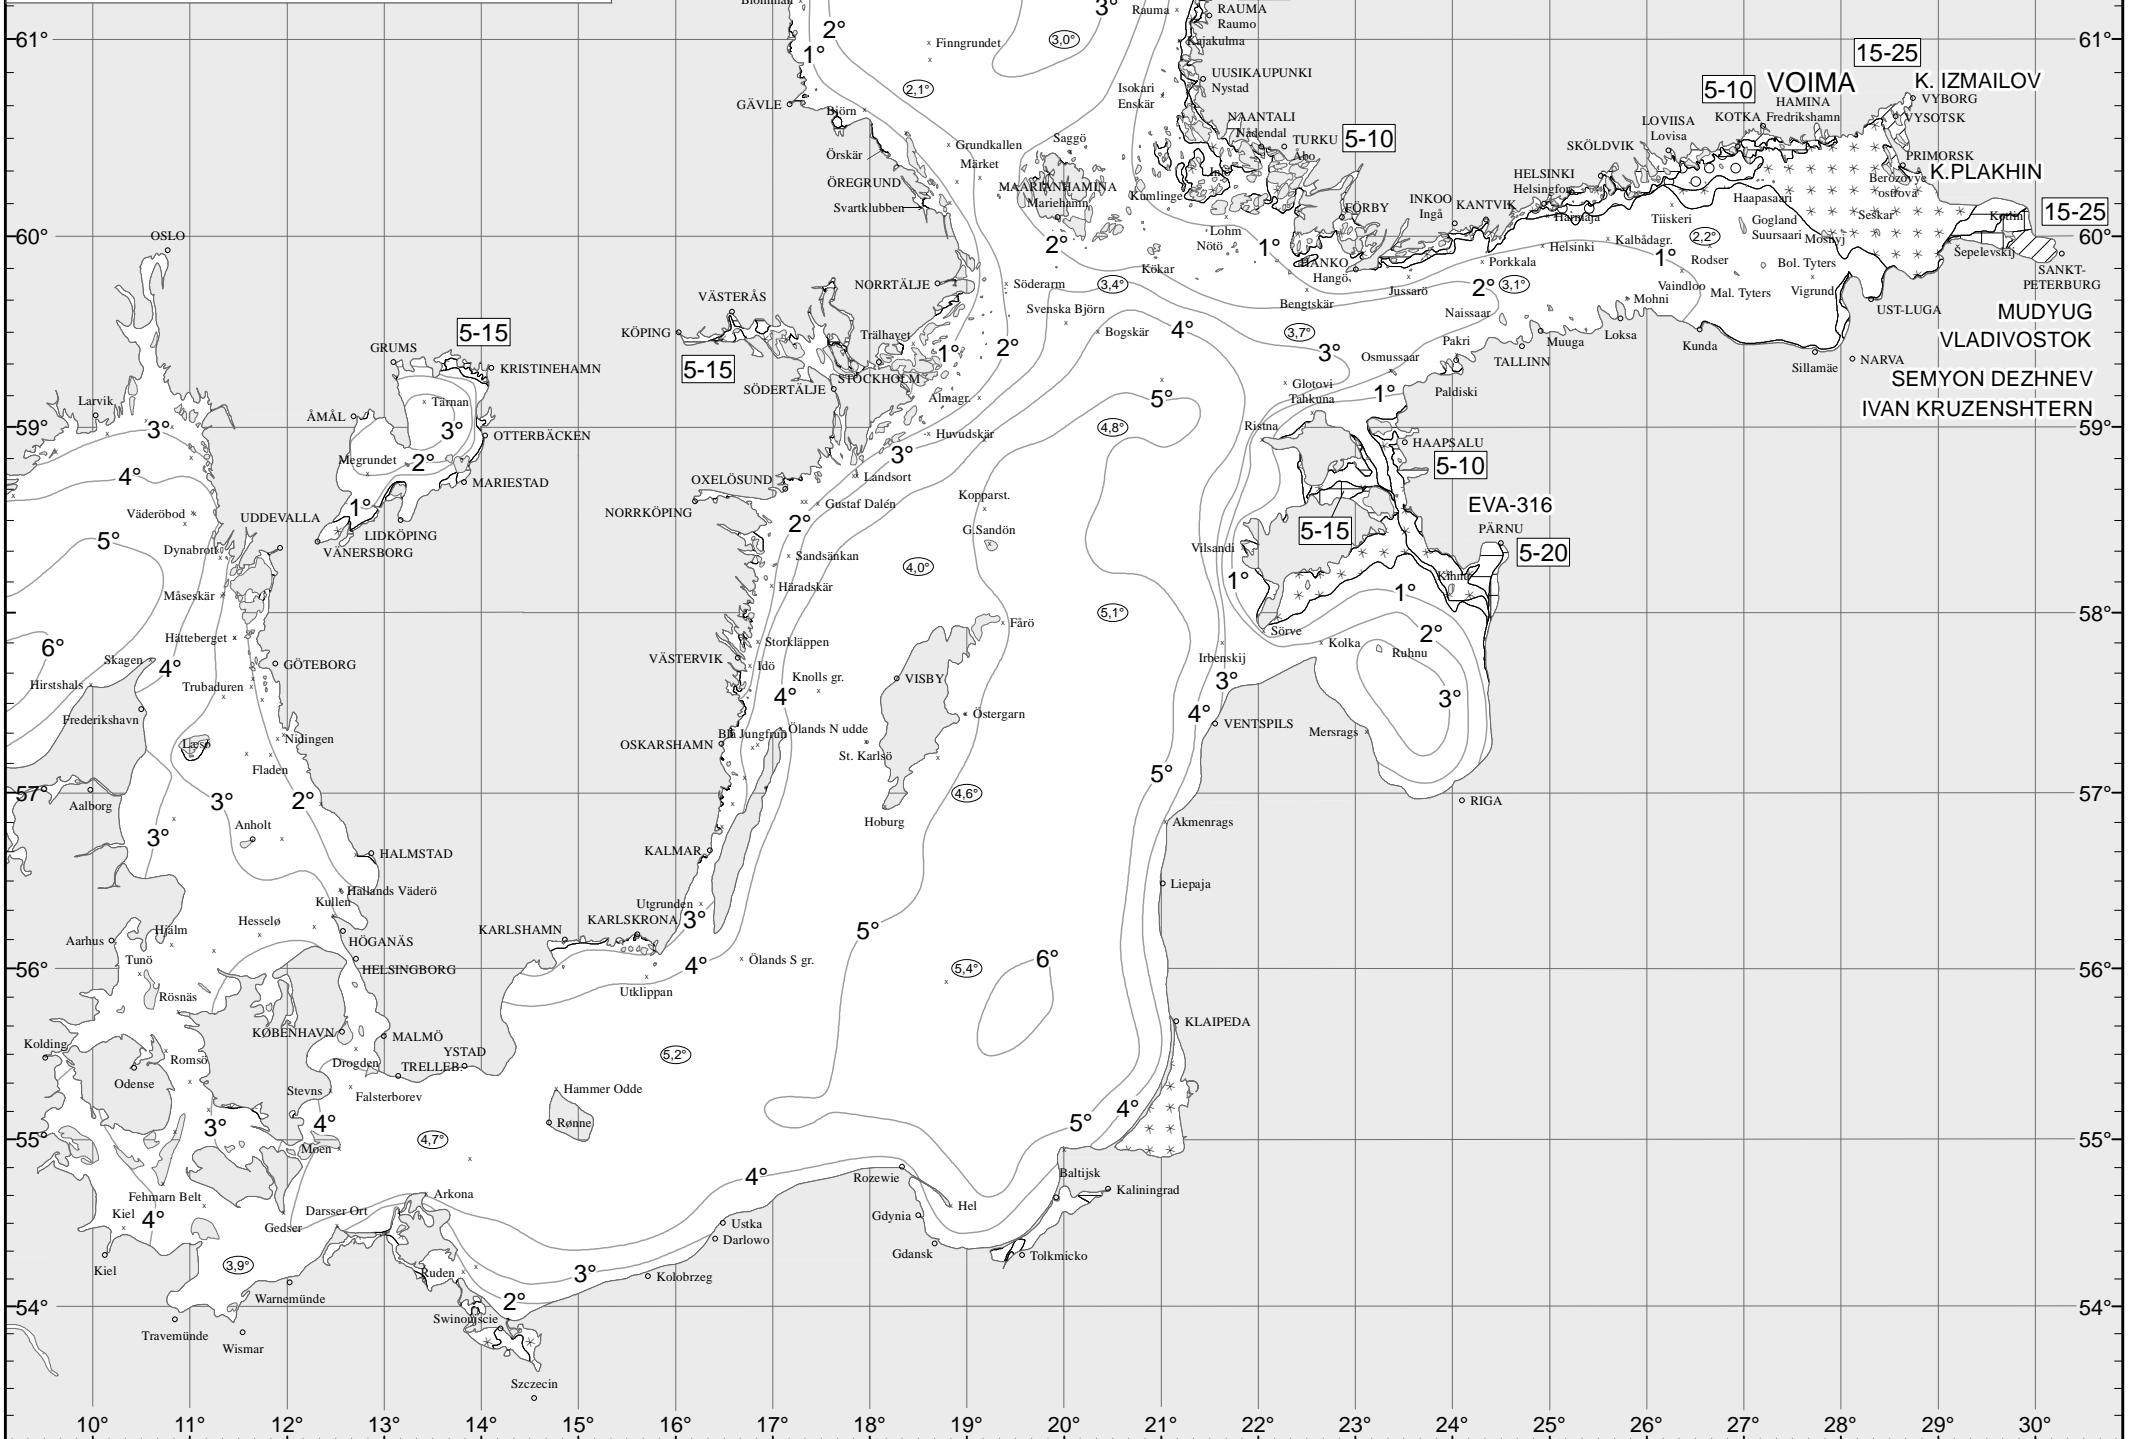 Rauma
3°
RAUMA
Raumo
61°
2°
1°
Finngrundet
3,0°
Kajakulma
15-25
61°
UUSIKAUPUNKI
Nystad
Isokari
Enskär
2,1°
GÄVLE
Björn
5-10
VOIMA
K. IZMAILOV
HAMINA
Fredrikshamn
KOTKA
VYBORG
VYSOTSK
LOVIISA
Lovisa
NAANTALI
Nådendal
TURKU
Åbo
5-10
Saggö
Grundkallen
Märket
Örskär
SKÖLDVIK
PRIMORSK
K.PLAKHIN
Berozovye
ostrova
HELSINKI
Helsingfors
ÖREGRUND
Svartklubben
MAARIANHAMINA
Mariehamn
Kumlinge
FÖRBY
INKOO
Ingå
KANTVIK
Harmaja
Haapasaari
Tiiskeri
Gogland
Suursaari
Seskar
Kotlin
15-25
OSLO
60°
2°
Lohm
Nötö
1°
Helsinki
Kalbådagr.
2,2°
Rodser
Mosnyj
Šepelevskij
60°
SANKT-
PETERBURG
Kökar
HANKO
Hangö
Porkkala
1°
Bol. Tyters
Vigrund
NORRTÄLJE
Söderarm
3,4°
Jussarö
2°
3,1°
Vaindloo
Mal. Tyters
VÄSTERÅS
Svenska Björn
Bengtskär
Mohni
UST-LUGA
MUDYUG
KÖPING
Trälhavet
Bogskär
4°
3,7°
Naissaar
5-15
GRUMS
1°
2°
3°
Pakri
Muuga
Loksa
Kunda
VLADIVOSTOK
KRISTINEHAMN
5-15
STOCKHOLM
Osmussaar
TALLINN
Sillamäe
NARVA
SEMYON DEZHNEV
SÖDERTÄLJE
Almagr.
5°
Glotovi
Tahkuna
1°
Paldiski
IVAN KRUZENSHTERN
Larvik
ÅMÅL
Tärnan
59°
3°
3°
OTTERBÄCKEN
Huvudskär
4,8°
Ristna
HAAPSALU
59°
Megrundet
2°
3°
5-10
4°
MARIESTAD
OXELÖSUND
Landsort
Väderöbod
UDDEVALLA
1°
NORRKÖPING
Gustaf Dalén
Kopparst.
EVA-316
LIDKÖPING
2°
G.Sandön
5-15
PÄRNU
5°
Dynabrott
VÄNERSBORG
Sandsänkan
Vilsandi
5-20
4,0°
1°
Kihnu
Måseskär
Häradskär
1°
58°
5,1°
58°
Hätteberget
Fårö
Sörve
2°
6°
Storkläppen
Kolka
Ruhnu
Skagen
4°
GÖTEBORG
VÄSTERVIK
Idö
Irbenskij
Hirstshals
Trubaduren
Knolls gr.
VISBY
3°
4°
3°
Frederikshavn
Östergarn
4°
VENTSPILS
Mersrags
Læsö
Nidingen
OSKARSHAMN
Blå Jungfrun
Ölands N udde
St. Karlsö
Fladen
5°
57°
Aalborg
3°
2°
4,6°
RIGA
57°
Anholt
3°
Hoburg
Akmenrags
HALMSTAD
KALMAR
Hallands Väderö
Liepaja
Kullen
Utgrunden
3°
Hjälm
Hesselø
KARLSHAMN
KARLSKRONA
5°
Aarhus
HÖGANÄS
Tunö
56°
HELSINGBORG
4°
Ölands S gr.
5,4°
6°
56°
Utklippan
Rösnäs
KØBENHAVN
MALMÖ
KLAIPEDA
Kolding
Romsö
Drogden
TRELLEB.
YSTAD
5,2°
Odense
Stevns
Falsterborev
Hammer Odde
3°
4°
Rønne
5°
4°
55°
Moen
4,7°
55°
4°
Rozewie
Baltijsk
Kaliningrad
Fehmarn Belt
Arkona
Hel
Kiel
4°
Gedser
Darsser Ort
Ustka
Gdynia
Darlowo
Gdansk
Tolkmicko
Kiel
3,9°
Ruden
3°
Kolobrzeg
Warnemünde
2°
54°
Swinoujscie
54°
Travemünde
Wismar
Szczecin
10° 11° 12° 13° 14° 15° 16° 17° 18° 19° 20° 21° 22° 23° 24° 25° 26° 27° 28° 29° 30°